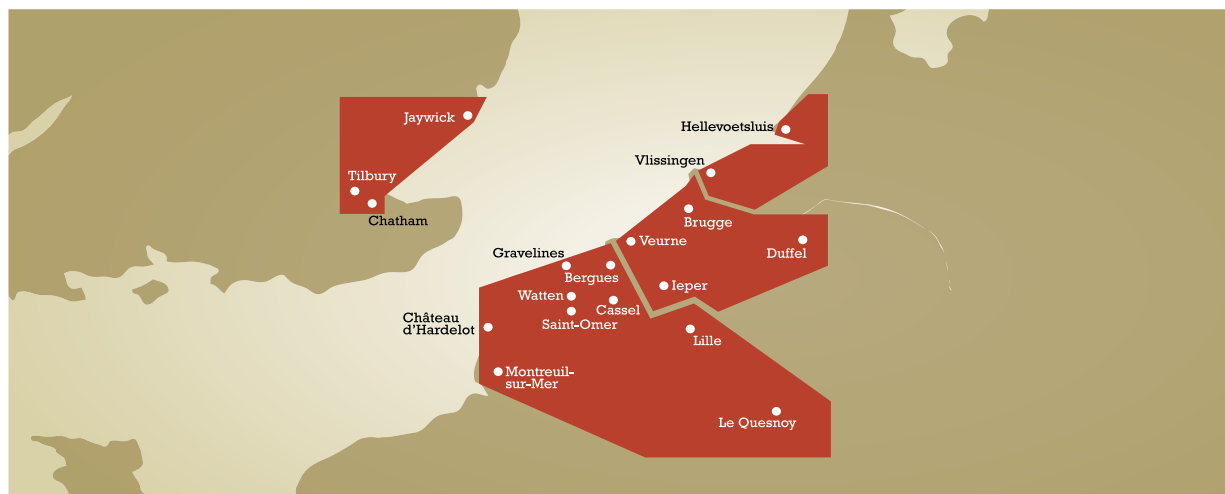 Jaywick
Hellevoetsluis
Vlissingen
Tilbury
Chatham
Brugge
Veurne
Duffel
Gravelines
Bergues
Ieper
Watten
Cassel
Saint-Omer
Château
d'Hardelot
Lille
Montreuil-
sur-Mer
Le Quesnoy